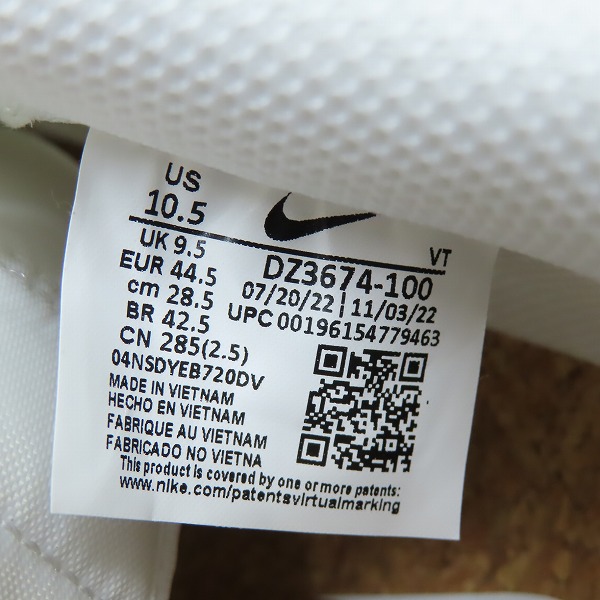 US
10.5
VT
UK 9.5
DZ3674-100
EUR 44.5
07/20/22 | 11/03/22
cm 28.5
UPC 00196154779463
BR 42.5
CN 285(2.5)
04NSDYEB720DV
MADE IN VIETNAM
HECHO EN VIETNAM
FABRIQUE AU VIETNAM
FABRICADO NO VIETNA
This product is covered by one or more patents:
www.nike.com/patentsvirtualmarking